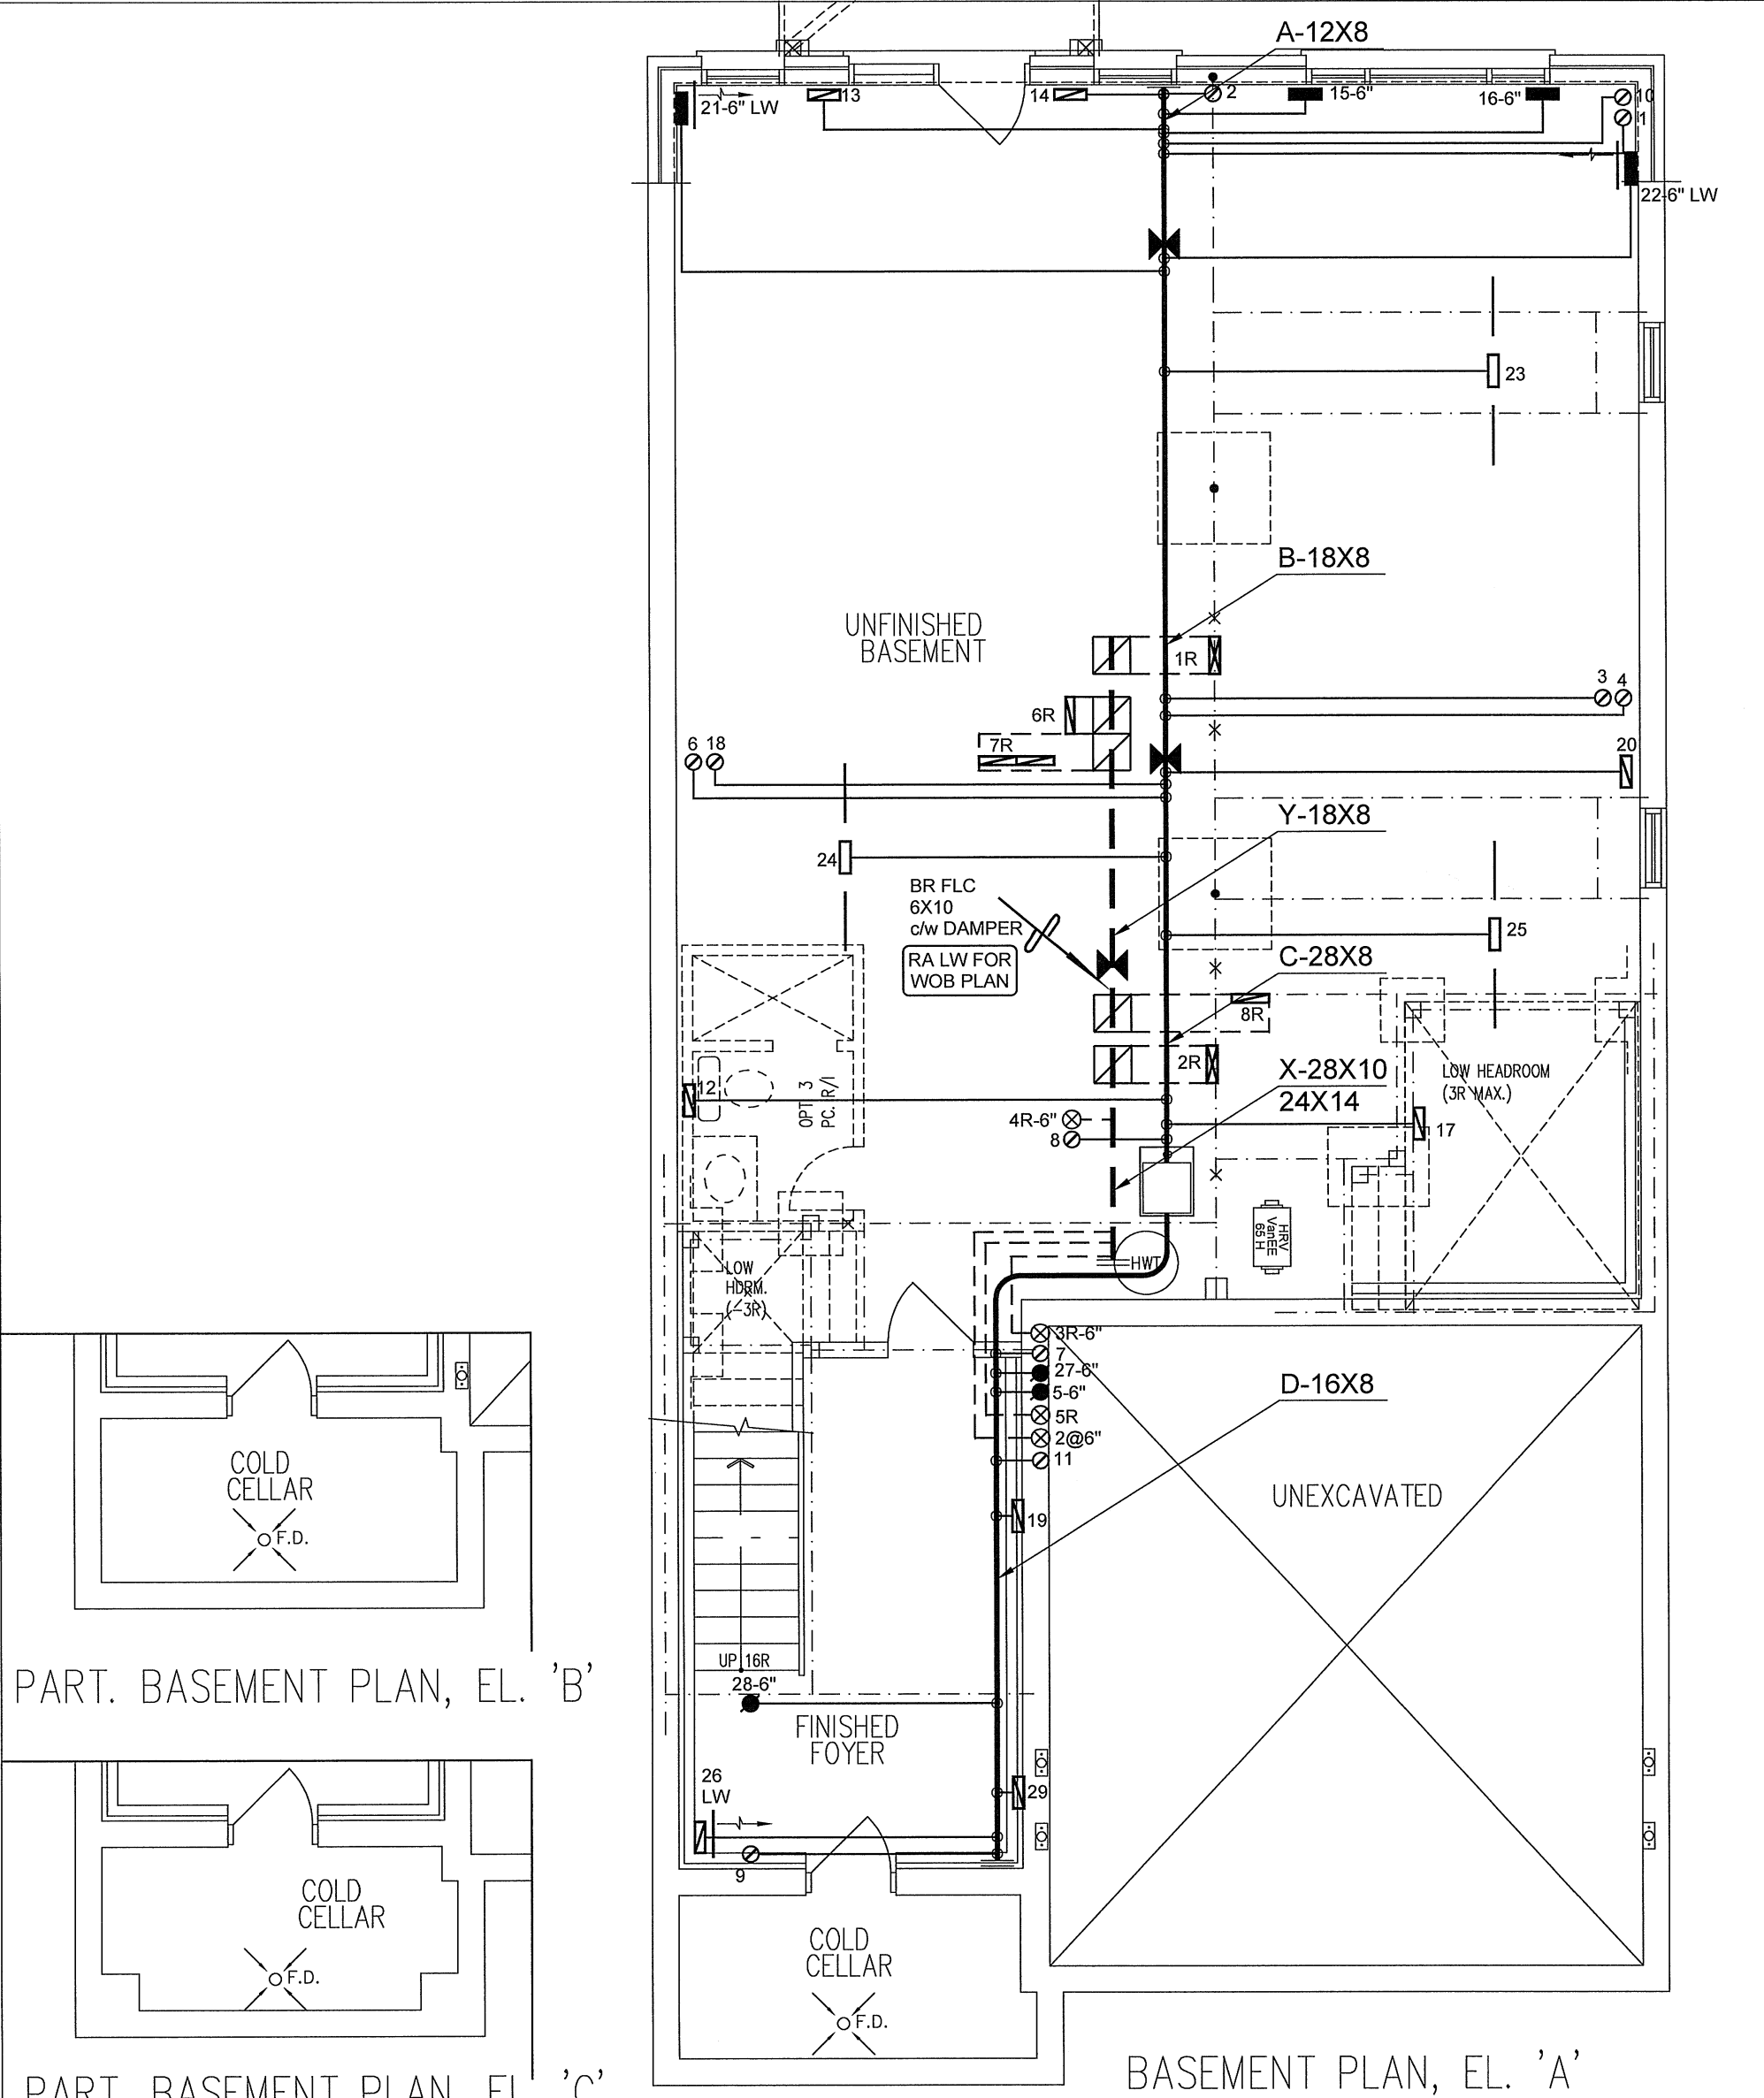 A-12X8
21-6" LW
13
14
2
15-6"
16-6"
10
1
22-6" LW
23
B-18X8
UNFINISHED
BASEMENT
1R
3 4
6R
7R
6 18
20
Y-18X8
24
BR FLC
6X10
c/w DAMPER
25
RA LW FOR
WOB PLAN
C-28X8
8R
2R
X-28X10
24X14
LOW HEADROOM
(3R MAX.)
12
OPT. 3
PC. R/I
4R-6"
8
17
HRV
VanEE
65 H
HWT
LOW
HDRM.
(-3R)
3R-6"
7
27-6"
5-6"
5R
2@6"
11
D-16X8
COLD
CELLAR
F.D.
UNEXCAVATED
19
UP 16R
28-6"
PART. BASEMENT PLAN, EL. 'B'
FINISHED
FOYER
26
LW
29
9
COLD
CELLAR
F.D.
COLD
CELLAR
F.D.
BASEMENT PLAN, EL. 'A'
PART. BASEMENT PLAN, EL. 'C'